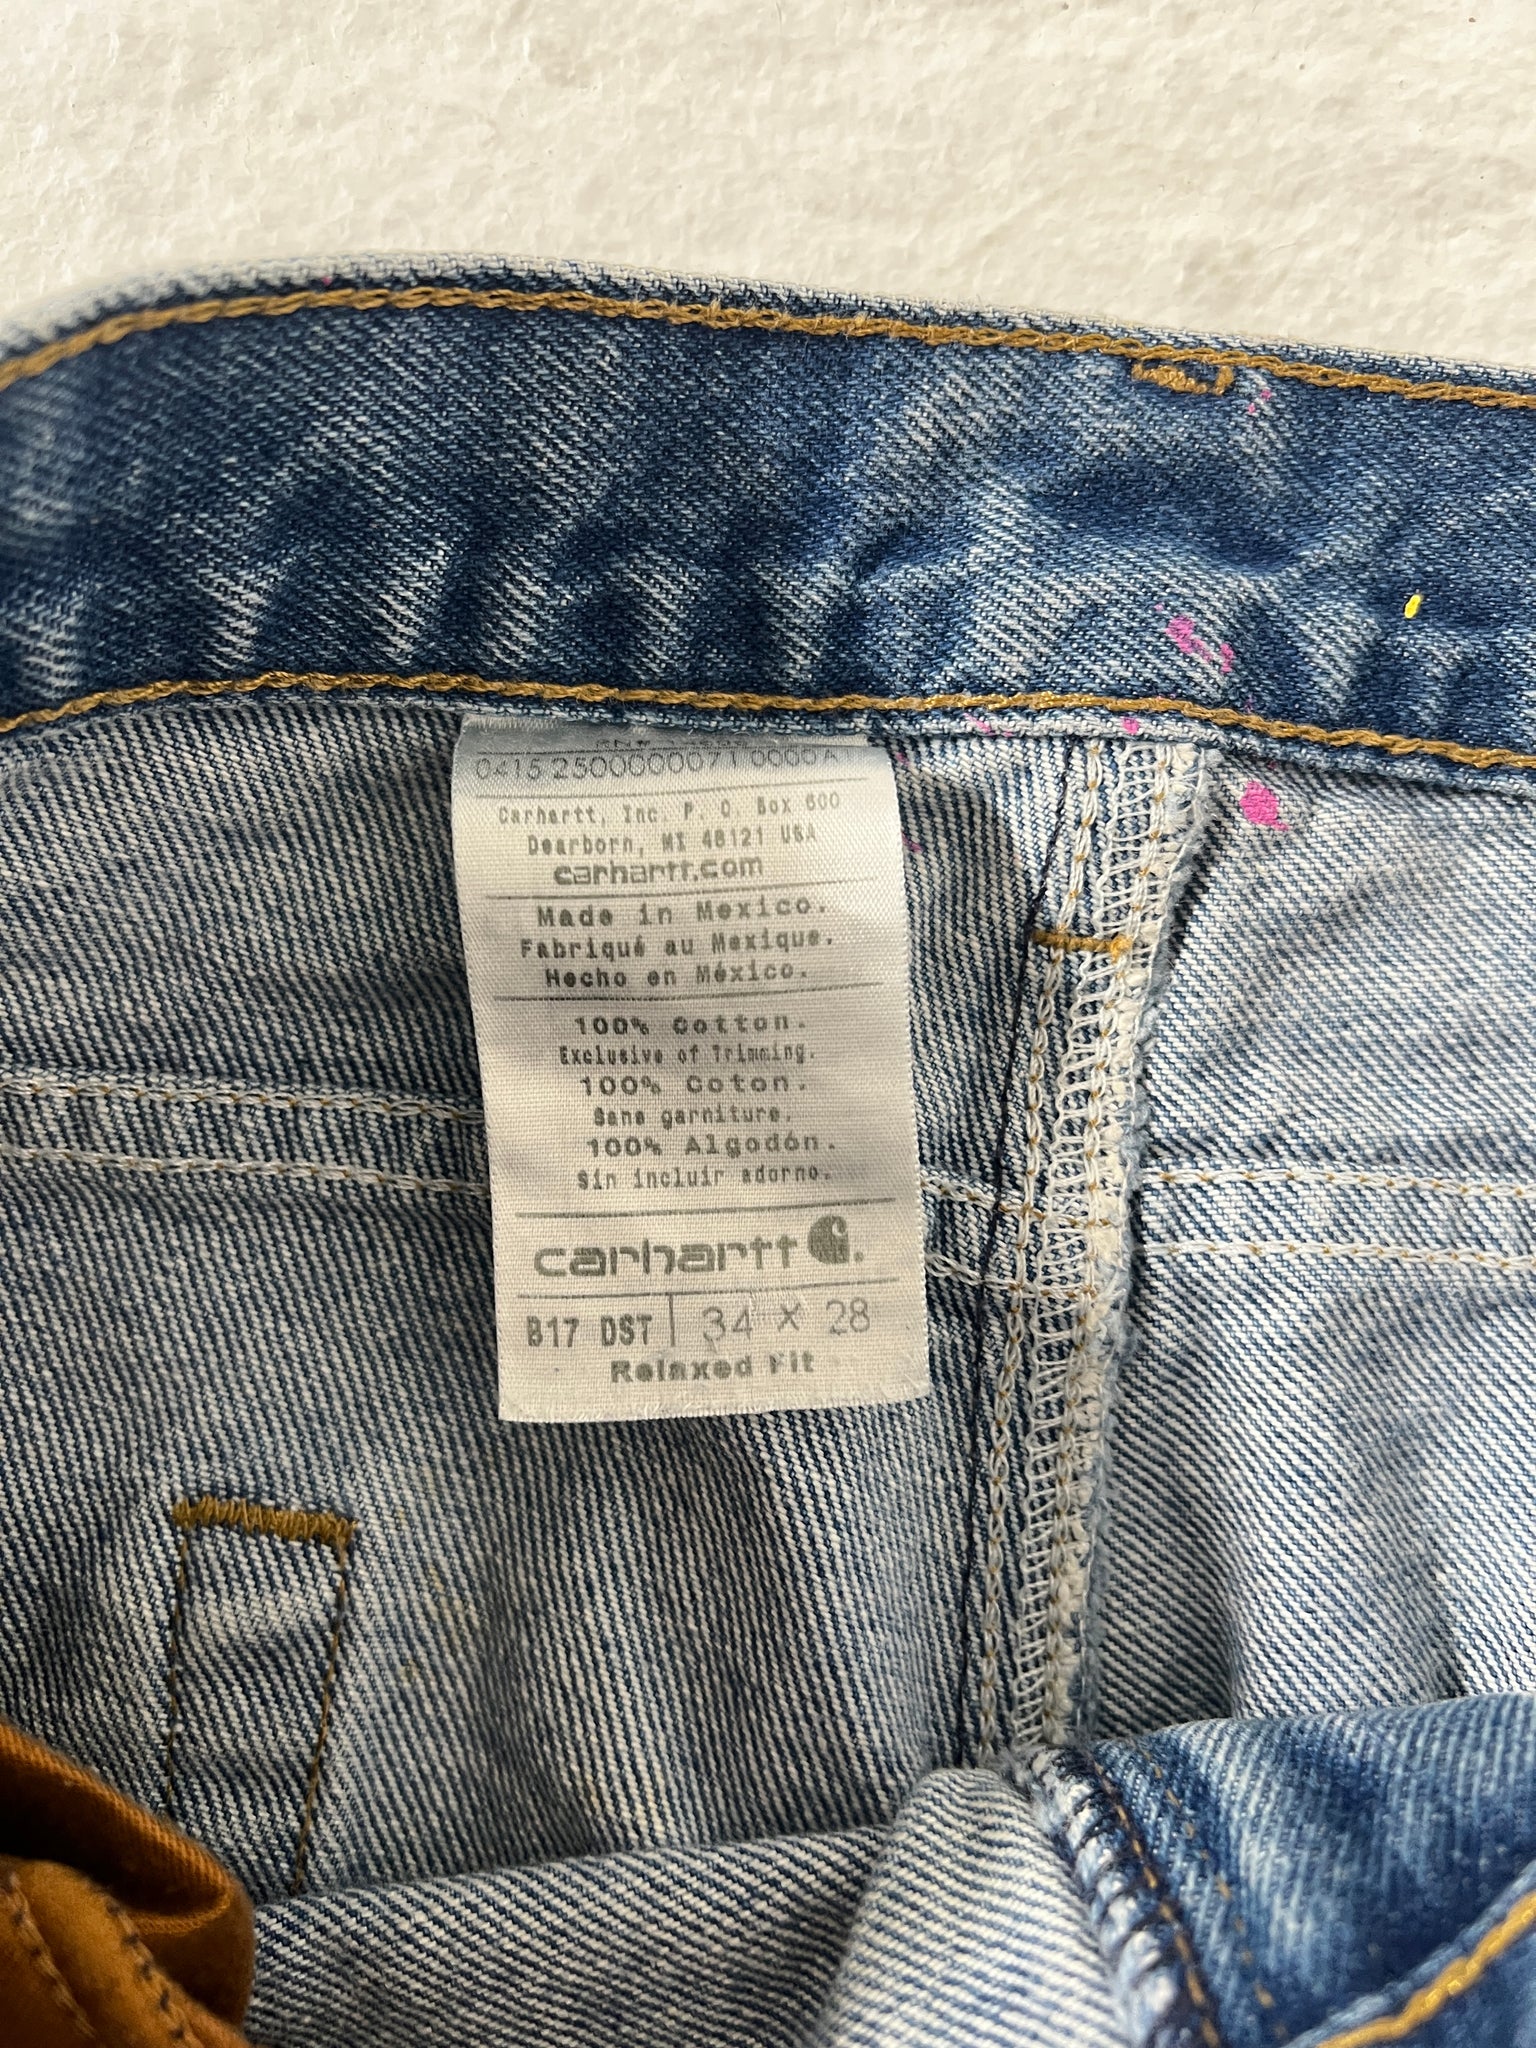 0415 2500000071 0000 A
Carhartt, Inc. P. O. Box 600
Dearborn, MI 48121 USA
carhartt.com
Made in Mexico.
Fabriqué au Mexique.
Hecho en México.
100% Cotton.
Exclusive of Trimming.
100% Coton.
Sans garniture.
100% Algodón.
Sin incluir adorno.
carhartt
B17 DST 34 X 28
Relaxed Fit